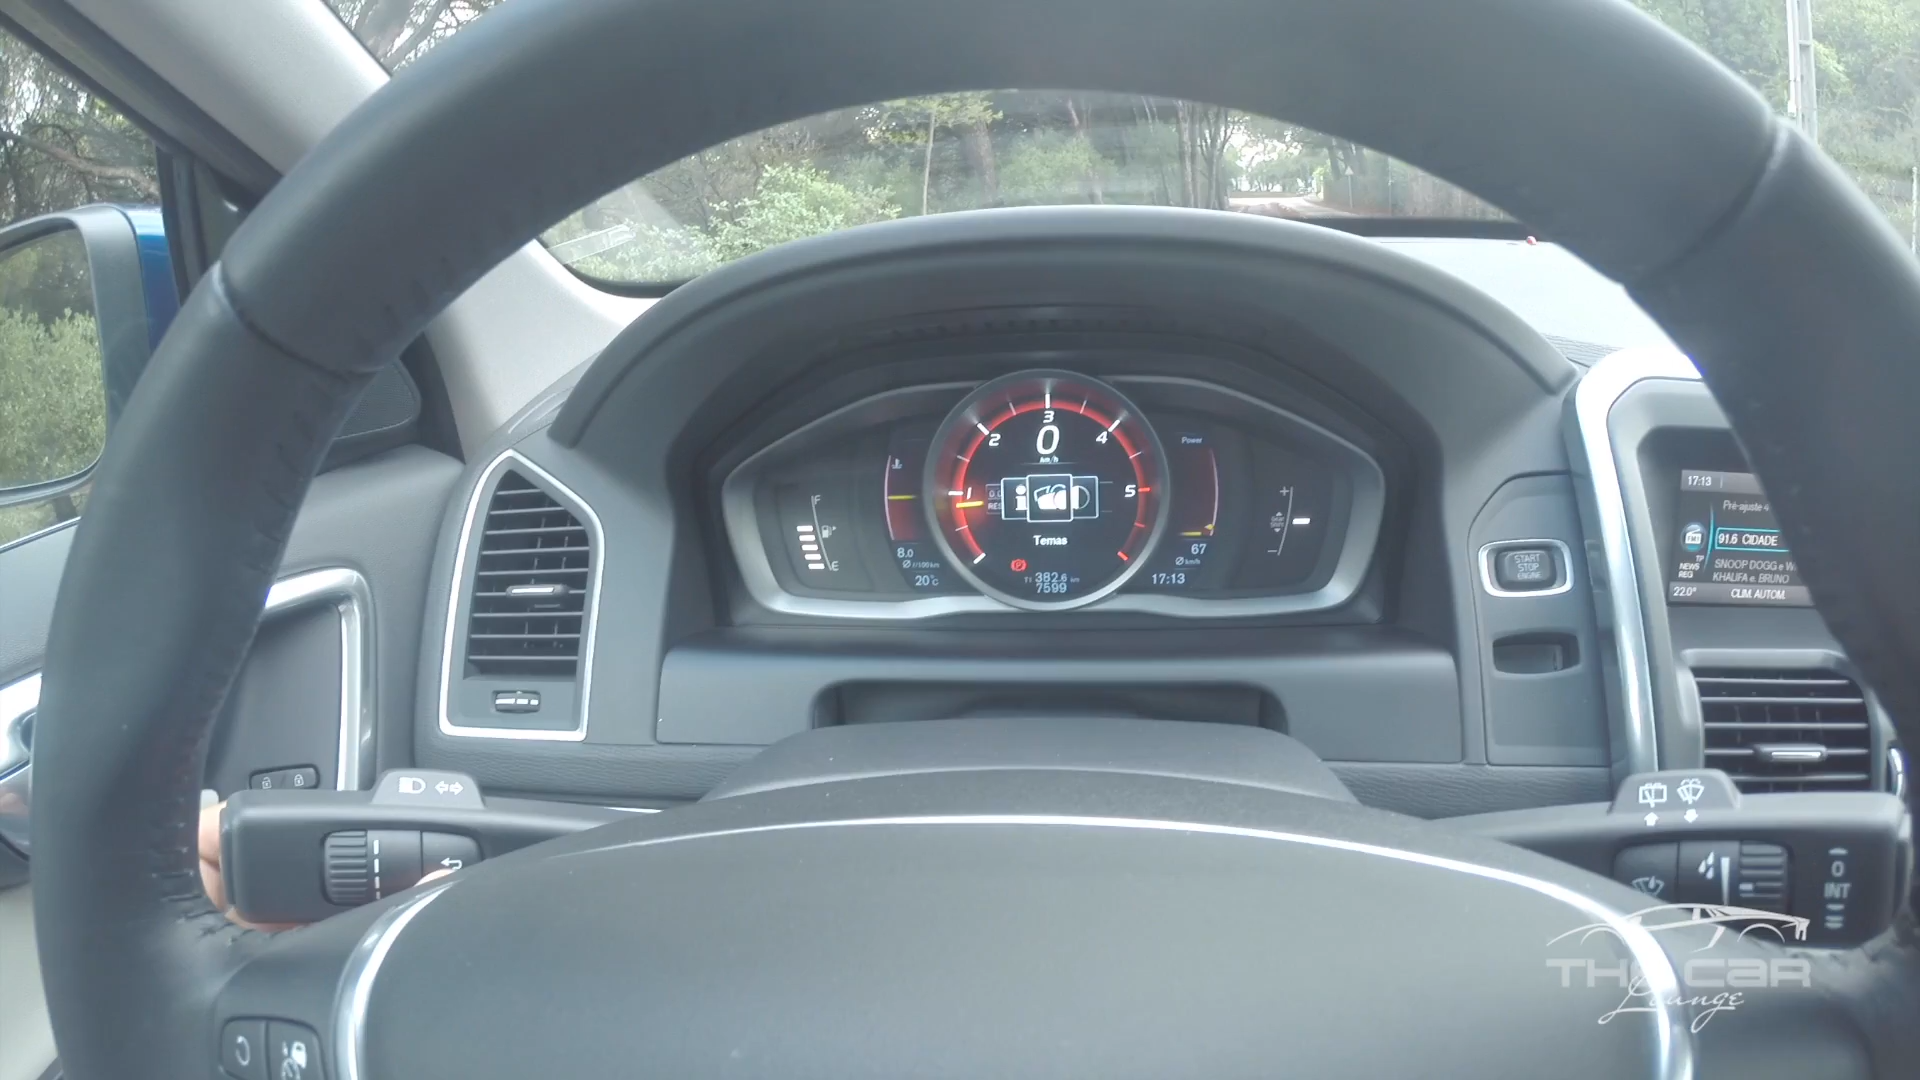 3
2
4
0
km/h
1
5
Temas
F
E
8.0
Ø l/100km
20°C
T1 382.6 km
7599
Power
67
Ø km/h
17:13
+
GEAR
SHIFT
-
START
STOP
ENGINE
17:13
Pré-ajuste 4
91.6 CIDADE
TP
NEWS
REG
SNOOP DOGG e W
KHALIFA e. BRUNO
22.0° CLIM. AUTOM.
0
INT
THE CAR
Lounge